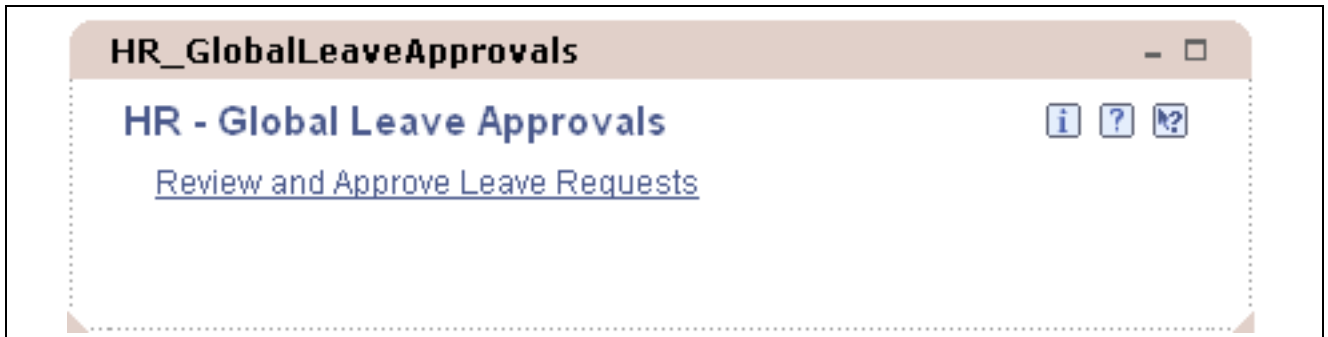 HR_GlobalLeaveApprovals
HR - Global Leave Approvals
Review and Approve Leave Requests